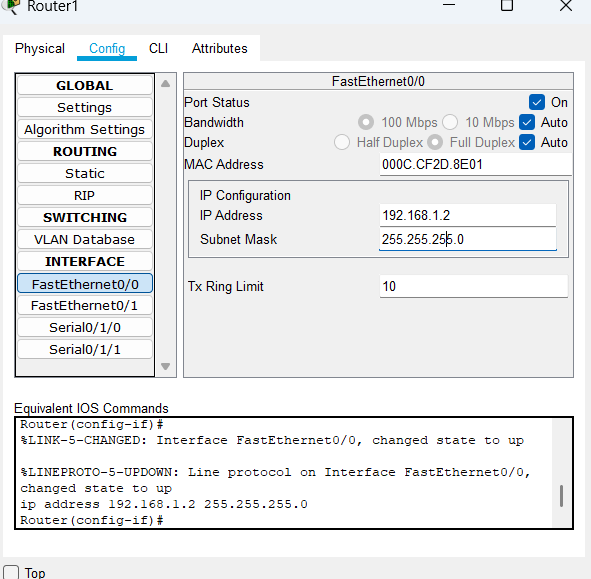 Router1
Physical Config CLI Attributes
GLOBAL
Settings
Algorithm Settings
ROUTING
Static
RIP
SWITCHING
VLAN Database
INTERFACE
FastEthernet0/0
FastEthernet0/1
Serial0/1/0
Serial0/1/1
FastEthernet0/0
Port Status On
Bandwidth 100 Mbps 10 Mbps Auto
Duplex Half Duplex Full Duplex Auto
MAC Address 000C.CF2D.8E01
IP Configuration
IP Address 192.168.1.2
Subnet Mask 255.255.255.0
Tx Ring Limit 10
Equivalent IOS Commands
Router(config-if)#
%LINK-5-CHANGED: Interface FastEthernet0/0, changed state to up
%LINEPROTO-5-UPDOWN: Line protocol on Interface FastEthernet0/0,
changed state to up
ip address 192.168.1.2 255.255.255.0
Router(config-if)#
Top